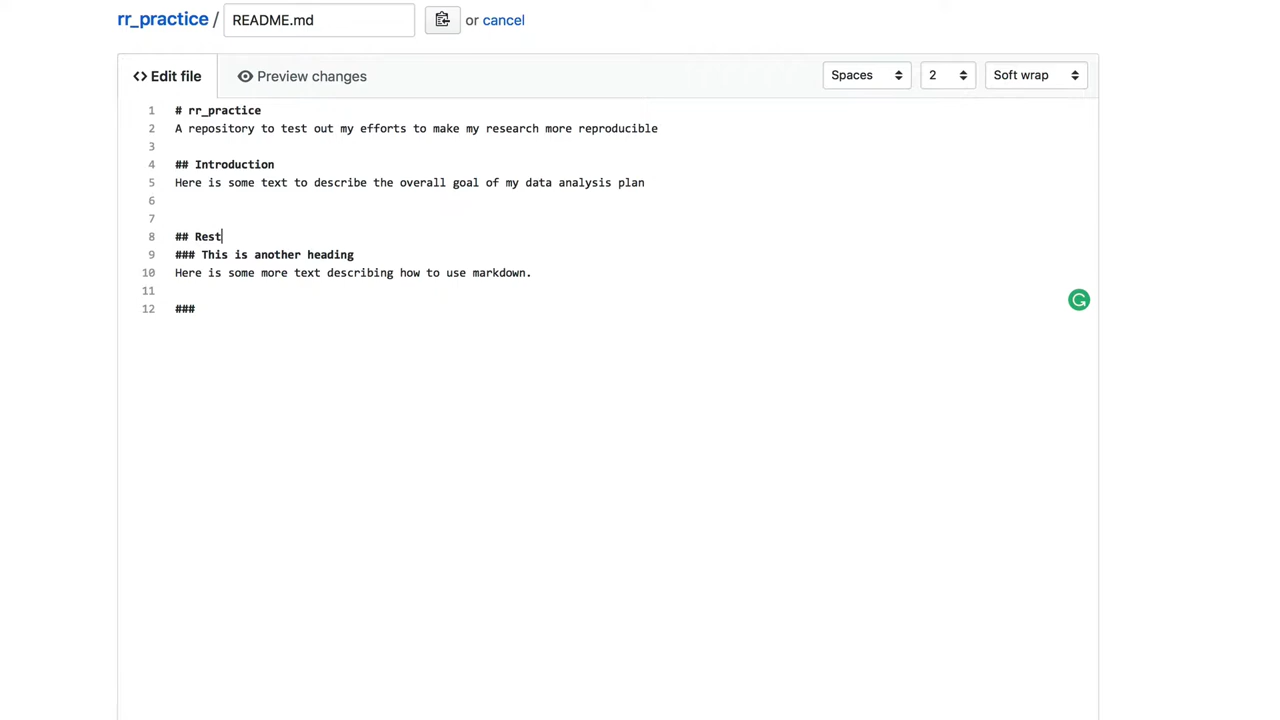 rr_practice / README.md or cancel
<> Edit file Preview changes Spaces 2 Soft wrap
1 # rr_practice
2 A repository to test out my efforts to make my research more reproducible
3
4 ## Introduction
5 Here is some text to describe the overall goal of my data analysis plan
6
7
8 ## Rest
9 ### This is another heading
10 Here is some more text describing how to use markdown.
11
12 ###